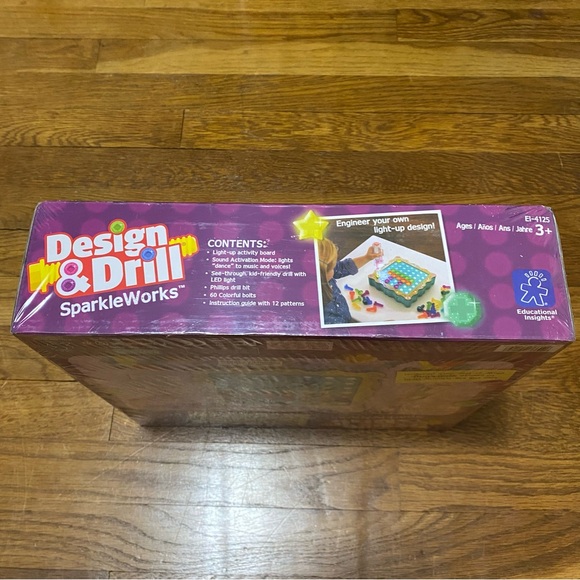 Design
& Drill
SparkleWorks™
CONTENTS:
• Light-up activity board
• Sound Activation Mode: lights
"dance" to music and voices!
• See-through kid-friendly drill with
LED light
• Phillips drill bit
• 60 Colorful bolts
• Instruction guide with 12 patterns
Engineer your own
light-up design!
EI-4125
Ages / Años / Ans / Jahre 3+
Educational
Insights®